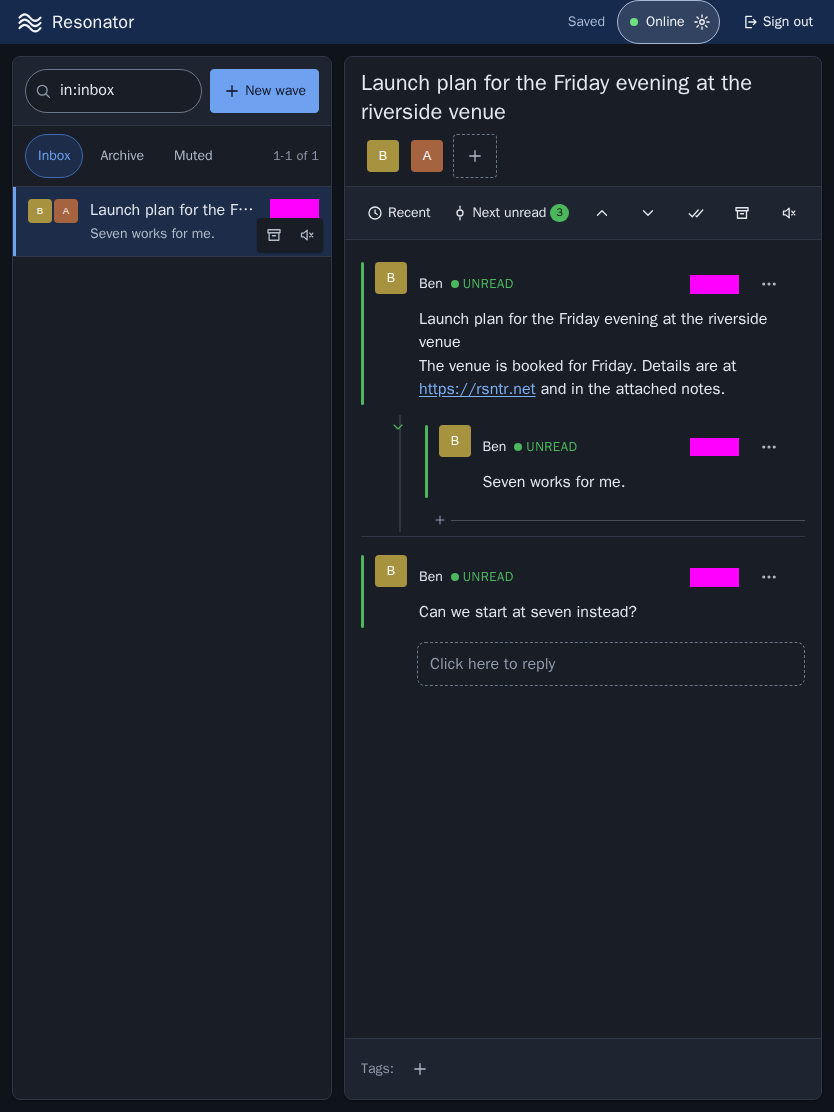 Resonator
Saved
Online
Sign out
in:inbox
New wave
Inbox
Archive
Muted
1-1 of 1
B
A
Launch plan for the F···
Seven works for me.
Launch plan for the Friday evening at the
riverside venue
B
A
Recent
Next unread 3
B
Ben
UNREAD
Launch plan for the Friday evening at the riverside
venue
The venue is booked for Friday. Details are at
https://rsntr.net and in the attached notes.
B
Ben
UNREAD
Seven works for me.
B
Ben
UNREAD
Can we start at seven instead?
Click here to reply
Tags: